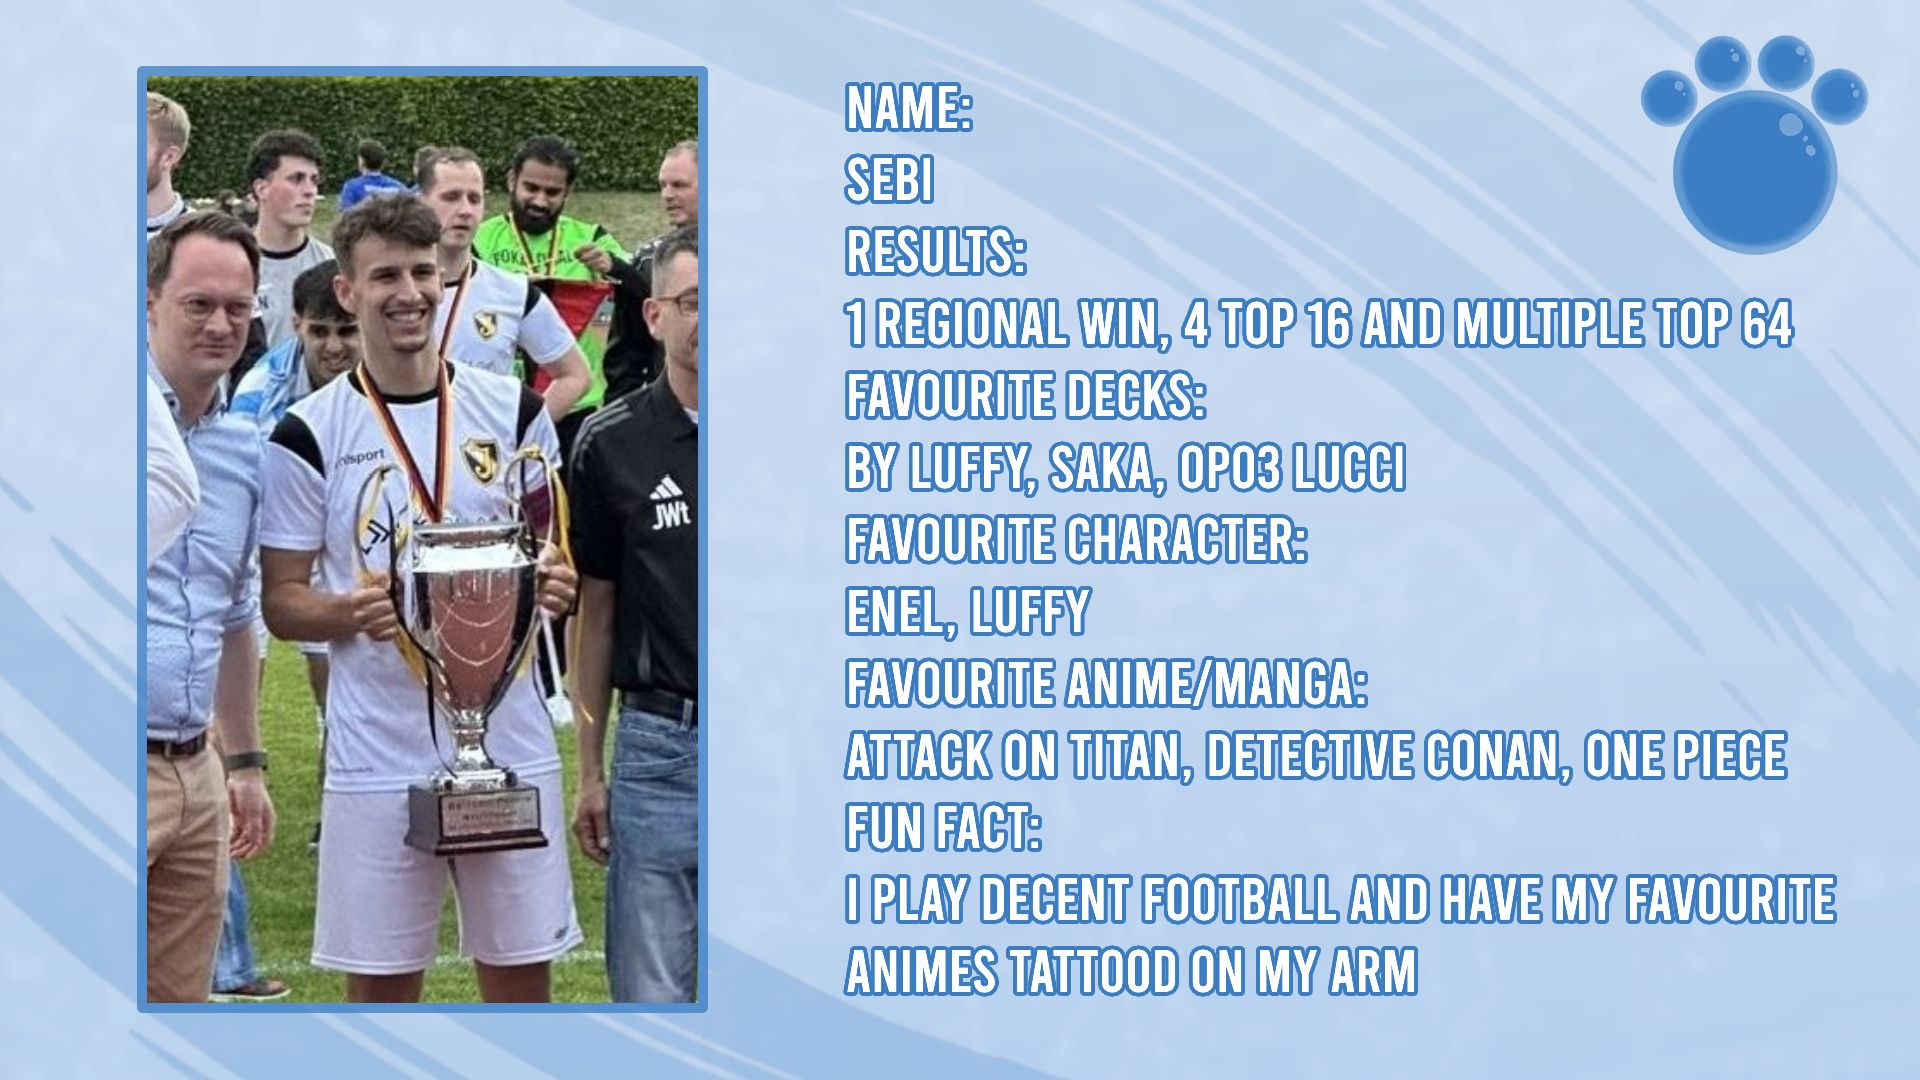 NAME:
SEBI
RESULTS:
1 REGIONAL WIN, 4 TOP 16 AND MULTIPLE TOP 64
FAVOURITE DECKS:
BY LUFFY, SAKA, OP03 LUCCI
FAVOURITE CHARACTER:
ENEL, LUFFY
FAVOURITE ANIME/MANGA:
ATTACK ON TITAN, DETECTIVE CONAN, ONE PIECE
FUN FACT:
I PLAY DECENT FOOTBALL AND HAVE MY FAVOURITE
ANIMES TATTOOD ON MY ARM
JWt